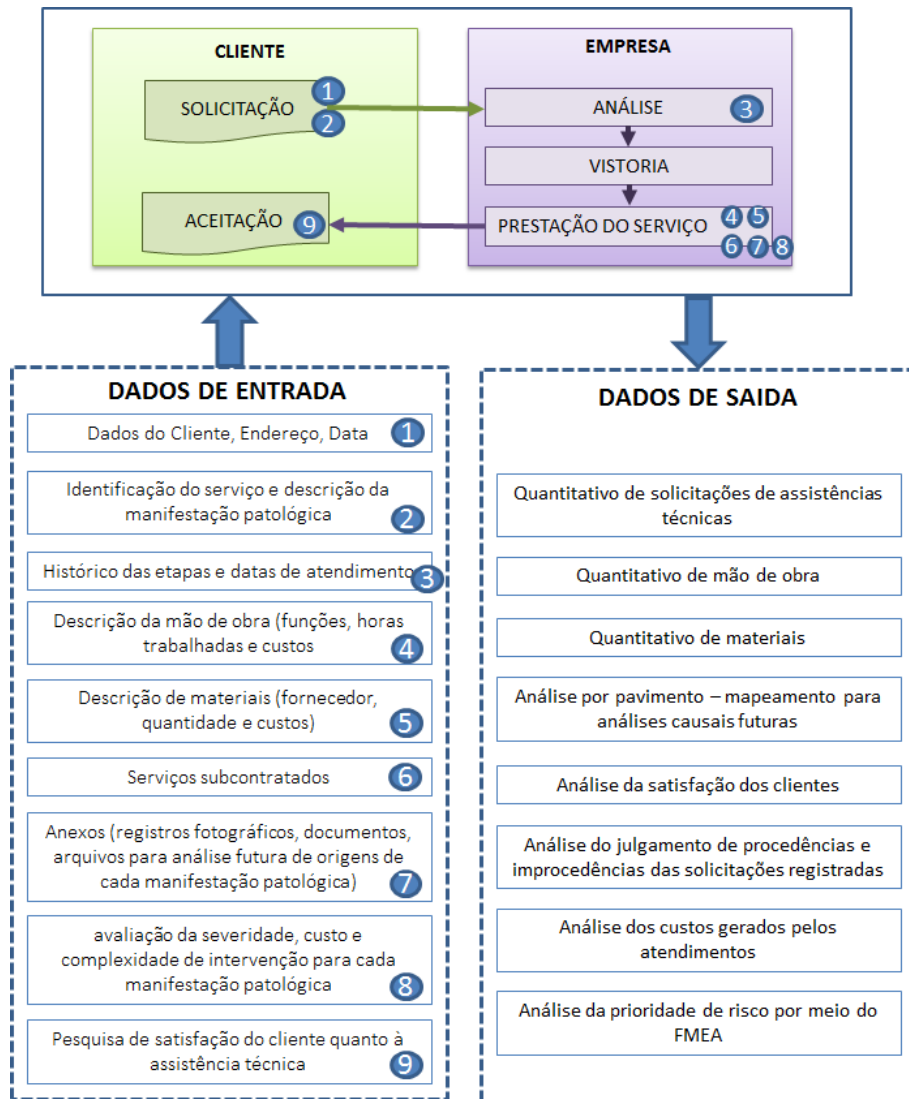 CLIENTE
SOLICITAÇÃO
1
2
ACEITAÇÃO
9
EMPRESA
ANÁLISE
3
VISTORIA
PRESTAÇÃO DO SERVIÇO
4
5
6
7
8
DADOS DE ENTRADA
Dados do Cliente, Endereço, Data
1
Identificação do serviço e descrição da
manifestação patológica
2
Histórico das etapas e datas de atendimento
3
Descrição da mão de obra (funções, horas
trabalhadas e custos
4
Descrição de materiais (fornecedor,
quantidade e custos)
5
Serviços subcontratados
6
Anexos (registros fotográficos, documentos,
arquivos para análise futura de origens de
cada manifestação patológica)
7
avaliação da severidade, custo e
complexidade de intervenção para cada
manifestação patológica
8
Pesquisa de satisfação do cliente quanto à
assistência técnica
9
DADOS DE SAIDA
Quantitativo de solicitações de assistências
técnicas
Quantitativo de mão de obra
Quantitativo de materiais
Análise por pavimento – mapeamento para
análises causais futuras
Análise da satisfação dos clientes
Análise do julgamento de procedências e
improcedências das solicitações registradas
Análise dos custos gerados pelos
atendimentos
Análise da prioridade de risco por meio do
FMEA